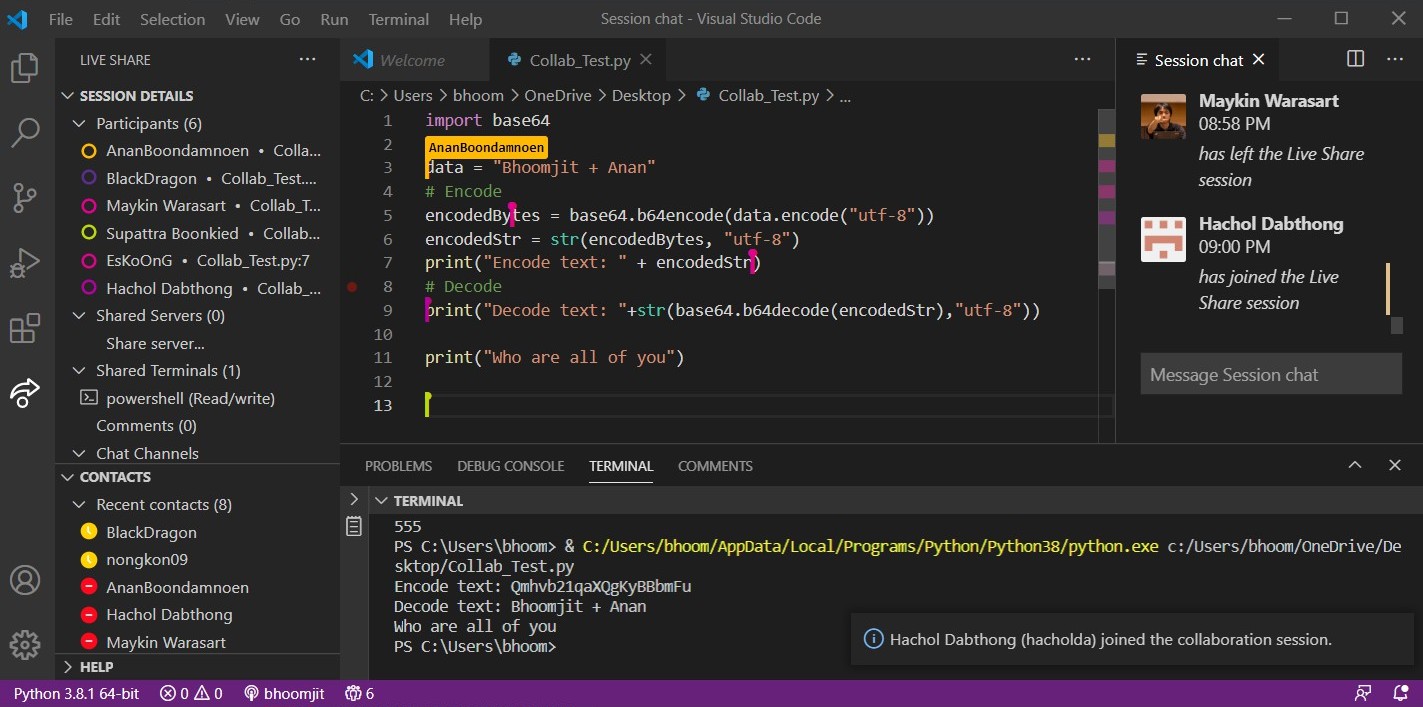 File Edit Selection View Go Run Terminal Help
Session chat - Visual Studio Code
LIVE SHARE
SESSION DETAILS
Participants (6)
AnanBoondamnoen • Colla...
BlackDragon • Collab_Test....
Maykin Warasart • Collab_T...
Supattra Boonkied • Collab...
EsKoOnG • Collab_Test.py:7
Hachol Dabthong • Collab_...
Shared Servers (0)
Share server...
Shared Terminals (1)
powershell (Read/write)
Comments (0)
Chat Channels
CONTACTS
Recent contacts (8)
BlackDragon
nongkon09
AnanBoondamnoen
Hachol Dabthong
Maykin Warasart
HELP
Welcome
Collab_Test.py
C: > Users > bhoom > OneDrive > Desktop > Collab_Test.py > ...
1 import base64
2
AnanBoondamnoen
3 data = "Bhoomjit + Anan"
4 # Encode
5 encodedBytes = base64.b64encode(data.encode("utf-8"))
6 encodedStr = str(encodedBytes, "utf-8")
7 print("Encode text: " + encodedStr)
8 # Decode
9 print("Decode text: "+str(base64.b64decode(encodedStr),"utf-8"))
10
11 print("Who are all of you")
12
13
Session chat
Maykin Warasart
08:58 PM
has left the Live Share
session
Hachol Dabthong
09:00 PM
has joined the Live
Share session
Message Session chat
PROBLEMS DEBUG CONSOLE TERMINAL COMMENTS
TERMINAL
555
PS C:\Users\bhoom> & C:/Users/bhoom/AppData/Local/Programs/Python/Python38/python.exe c:/Users/bhoom/OneDrive/De
sktop/Collab_Test.py
Encode text: Qmhvb21qaXQgKyBBbmFu
Decode text: Bhoomjit + Anan
Who are all of you
PS C:\Users\bhoom>
Hachol Dabthong (hacholda) joined the collaboration session.
Python 3.8.1 64-bit 0 0 bhoomjit 6